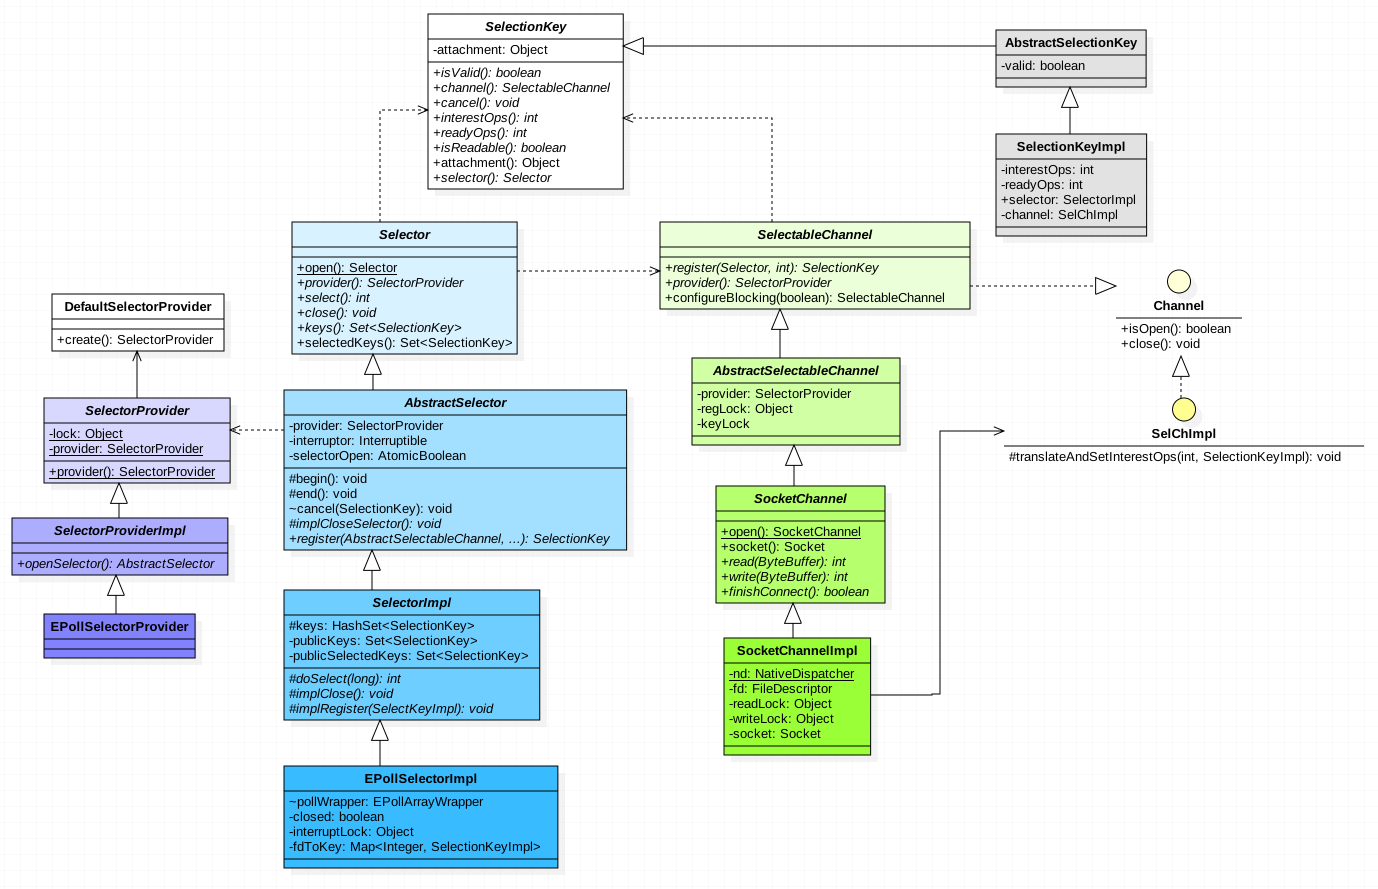 SelectionKey
-attachment: Object
+isValid(): boolean
+channel(): SelectableChannel
+cancel(): void
+interestOps(): int
+readyOps(): int
+isReadable(): boolean
+attachment(): Object
+selector(): Selector
AbstractSelectionKey
-valid: boolean
SelectionKeyImpl
-interestOps: int
-readyOps: int
+selector: SelectorImpl
-channel: SelChImpl
Selector
+open(): Selector
+provider(): SelectorProvider
+select(): int
+close(): void
+keys(): Set<SelectionKey>
+selectedKeys(): Set<SelectionKey>
SelectableChannel
+register(Selector, int): SelectionKey
+provider(): SelectorProvider
+configureBlocking(boolean): SelectableChannel
Channel
+isOpen(): boolean
+close(): void
DefaultSelectorProvider
+create(): SelectorProvider
SelectorProvider
-lock: Object
-provider: SelectorProvider
+provider(): SelectorProvider
SelectorProviderImpl
+openSelector(): AbstractSelector
EPollSelectorProvider
AbstractSelector
-provider: SelectorProvider
-interruptor: Interruptible
-selectorOpen: AtomicBoolean
#begin(): void
#end(): void
~cancel(SelectionKey): void
#implCloseSelector(): void
+register(AbstractSelectableChannel, ...): SelectionKey
AbstractSelectableChannel
-provider: SelectorProvider
-regLock: Object
-keyLock
SelChImpl
#translateAndSetInterestOps(int, SelectionKeyImpl): void
SocketChannel
+open(): SocketChannel
+socket(): Socket
+read(ByteBuffer): int
+write(ByteBuffer): int
+finishConnect(): boolean
SelectorImpl
#keys: HashSet<SelectionKey>
-publicKeys: Set<SelectionKey>
-publicSelectedKeys: Set<SelectionKey>
#doSelect(long): int
#implClose(): void
#implRegister(SelectKeyImpl): void
SocketChannelImpl
-nd: NativeDispatcher
-fd: FileDescriptor
-readLock: Object
-writeLock: Object
-socket: Socket
EPollSelectorImpl
~pollWrapper: EPollArrayWrapper
-closed: boolean
-interruptLock: Object
-fdToKey: Map<Integer, SelectionKeyImpl>